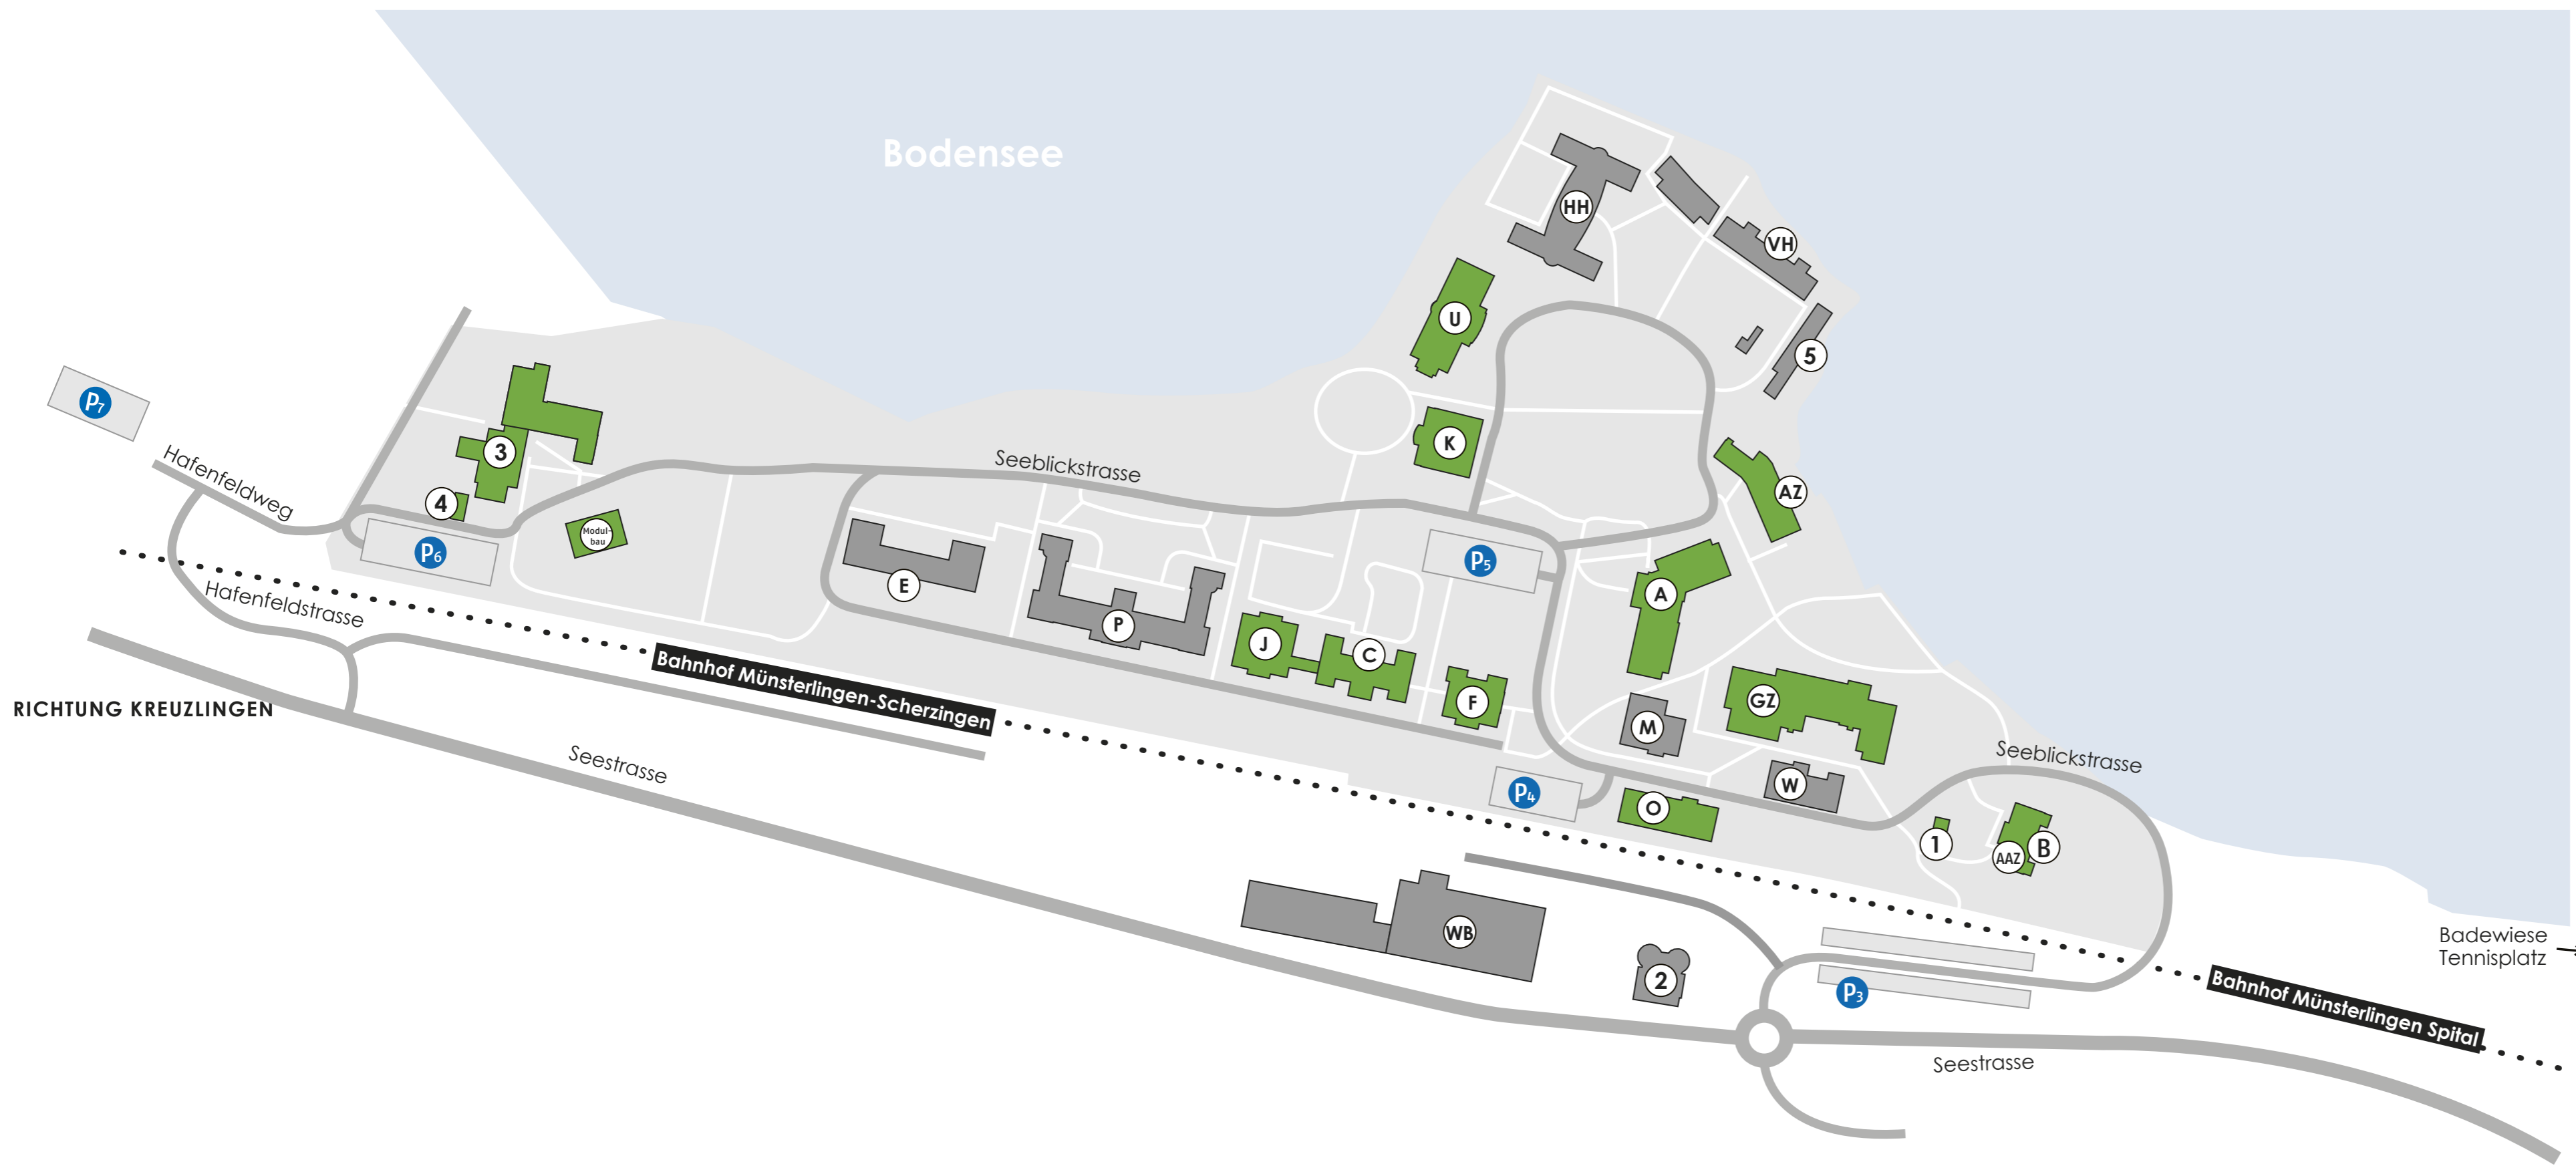 Bodensee
HH
VH
U
5
P7
K
3
Hafenfeldweg
Seeblickstrasse
AZ
4
Modul-
bau
P6
P5
E
A
Hafenfeldstrasse
P
J
C
Bahnhof Münsterlingen-Scherzingen
F
GZ
RICHTUNG KREUZLINGEN
M
Seestrasse
Seeblickstrasse
W
P4
O
1
B
AAZ
WB
Badewiese
Tennisplatz
2
P3
Bahnhof Münsterlingen Spital
Seestrasse